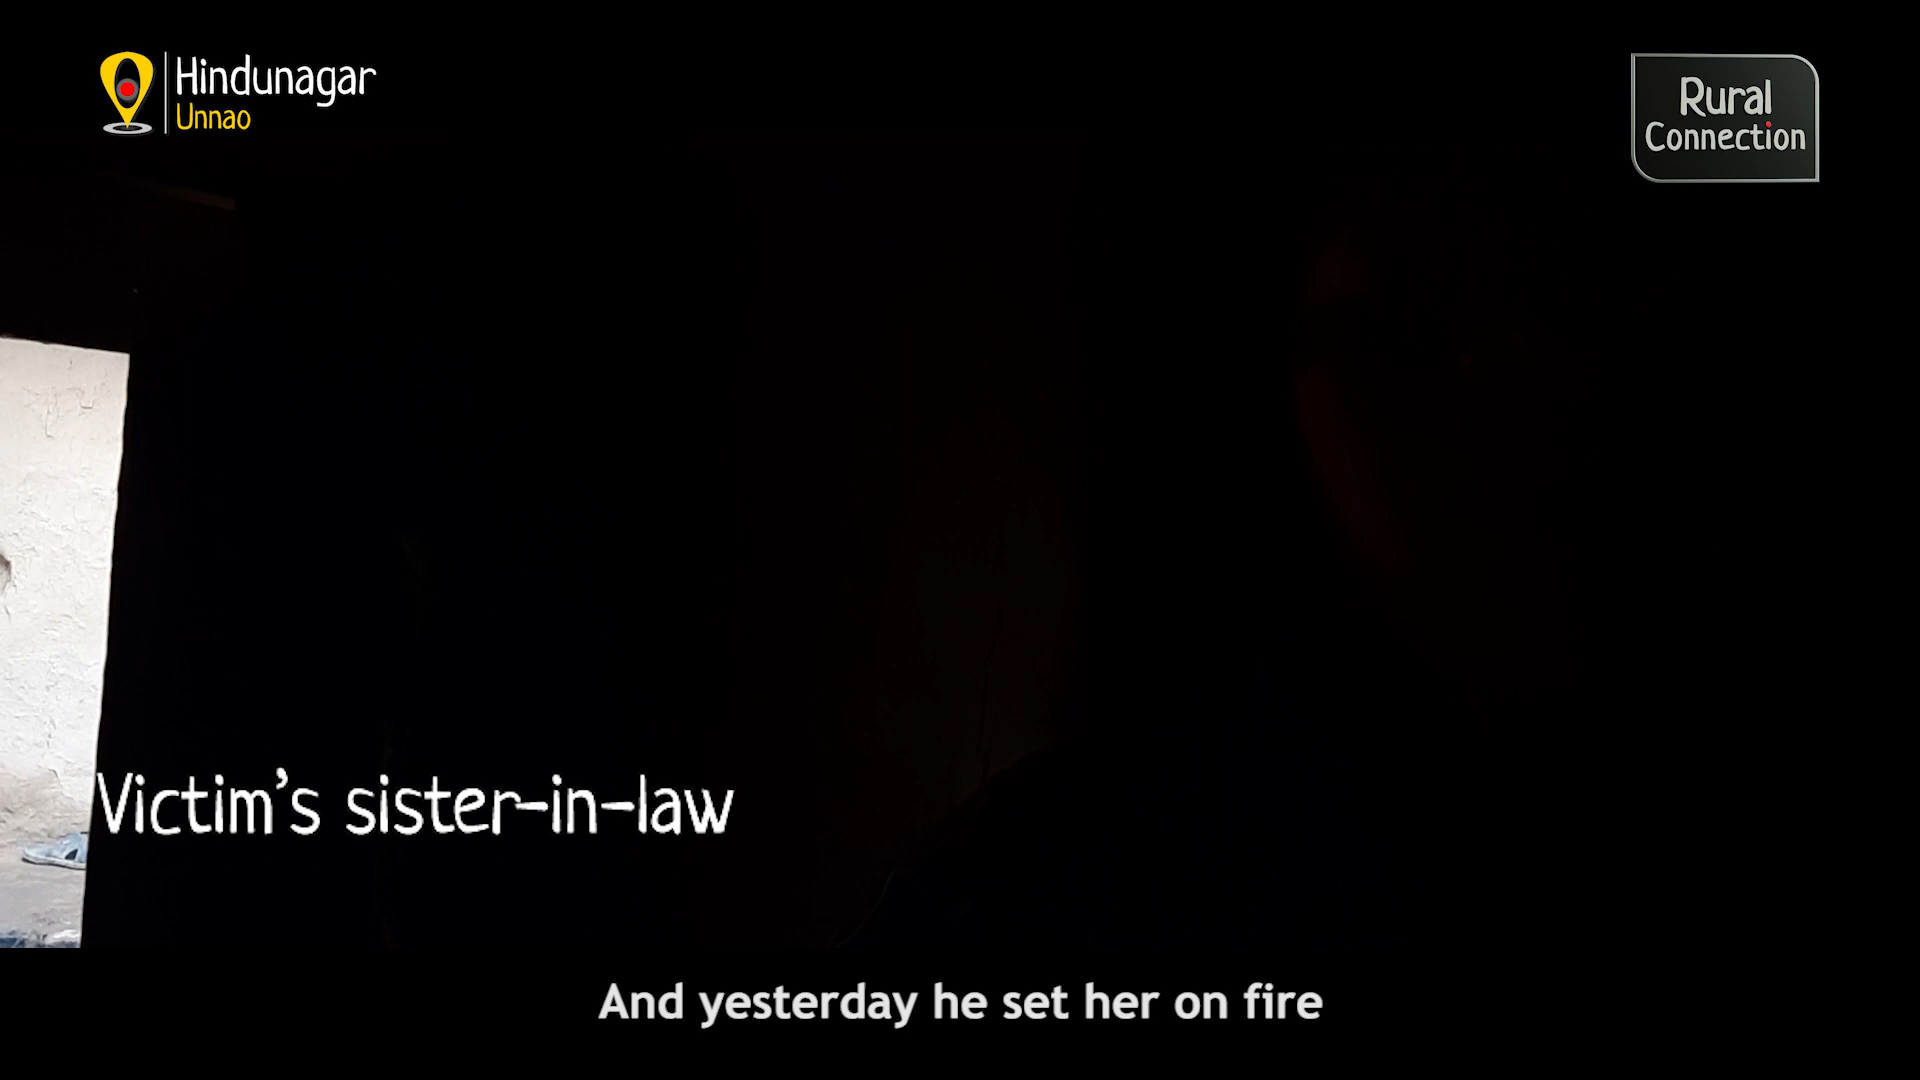 Hindunagar
Unnao
Rural
Connection
Victim's sister-in-law
And yesterday he set her on fire